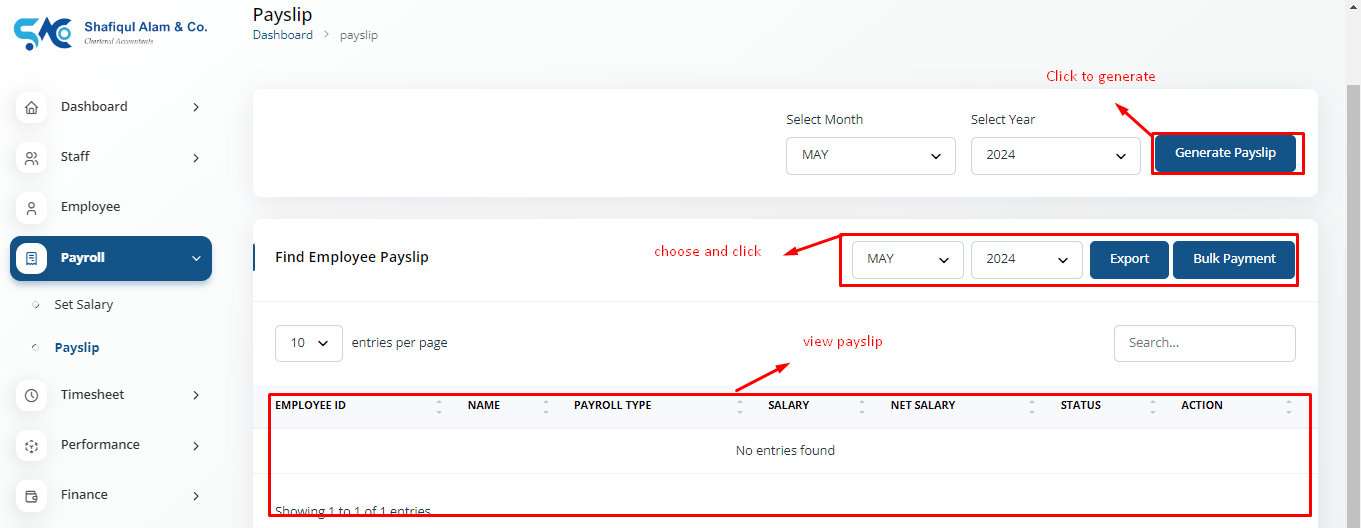 Shafiqul Alam & Co.
Chartered Accountants
Payslip
Dashboard > payslip
Dashboard
Staff
Employee
Payroll
Set Salary
Payslip
Timesheet
Performance
Finance
Click to generate
Select Month
Select Year
MAY
2024
Generate Payslip
choose and click
Find Employee Payslip
MAY
2024
Export
Bulk Payment
10 entries per page
Search...
view payslip
EMPLOYEE ID NAME PAYROLL TYPE SALARY NET SALARY STATUS ACTION
No entries found
Showing 1 to 1 of 1 entries